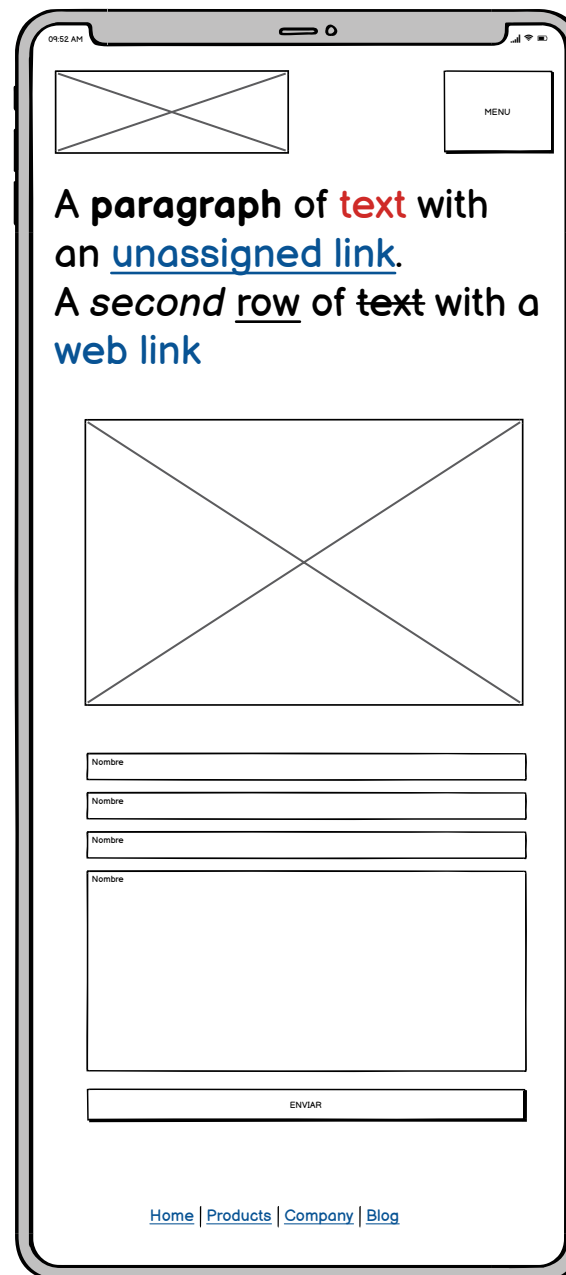 09:52 AM
MENU
A paragraph of text with
an unassigned link.
A second row of text with a
web link
Nombre
Nombre
Nombre
Nombre
ENVIAR
Home | Products | Company | Blog